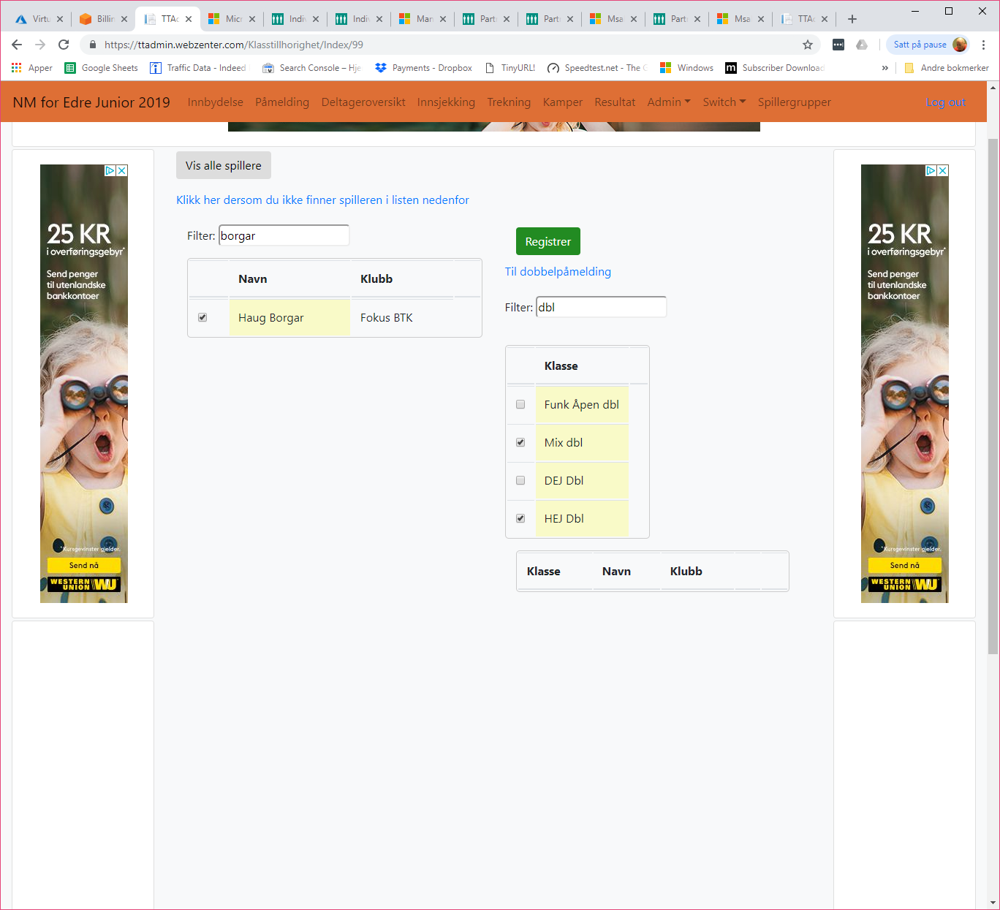 Virtu
Billin
TTAd
Micr
Indiv
Indiv
Man
Part
Part
Msa
Part
Msa
TTAd
https://ttadmin.webzenter.com/Klasstillhorighet/Index/99
Satt på pause
Apper
Google Sheets
Traffic Data - Indeed
Search Console – Hje
Payments - Dropbox
TinyURL!
Speedtest.net - The G
Windows
m
Subscriber Download
»
Andre bokmerker
NM for Edre Junior 2019
Innbydelse
Påmelding
Deltageroversikt
Innsjekking
Trekning
Kamper
Resultat
Admin
Switch
Spillergrupper
Log out
Vis alle spillere
Klikk her dersom du ikke finner spilleren i listen nedenfor
Filter: borgar
Navn Klubb
Haug Borgar Fokus BTK
Registrer
Til dobbelpåmelding
Filter: dbl
Klasse
Funk Åpen dbl
Mix dbl
DEJ Dbl
HEJ Dbl
Klasse Navn Klubb
25 KR
i overføringsgebyr*
Send penger
til utenlandske
bankkontoer
*Kursgevinster gjelder.
Send nå
WESTERN
UNION WU
25 KR
i overføringsgebyr*
Send penger
til utenlandske
bankkontoer
*Kursgevinster gjelder.
Send nå
WESTERN
UNION WU